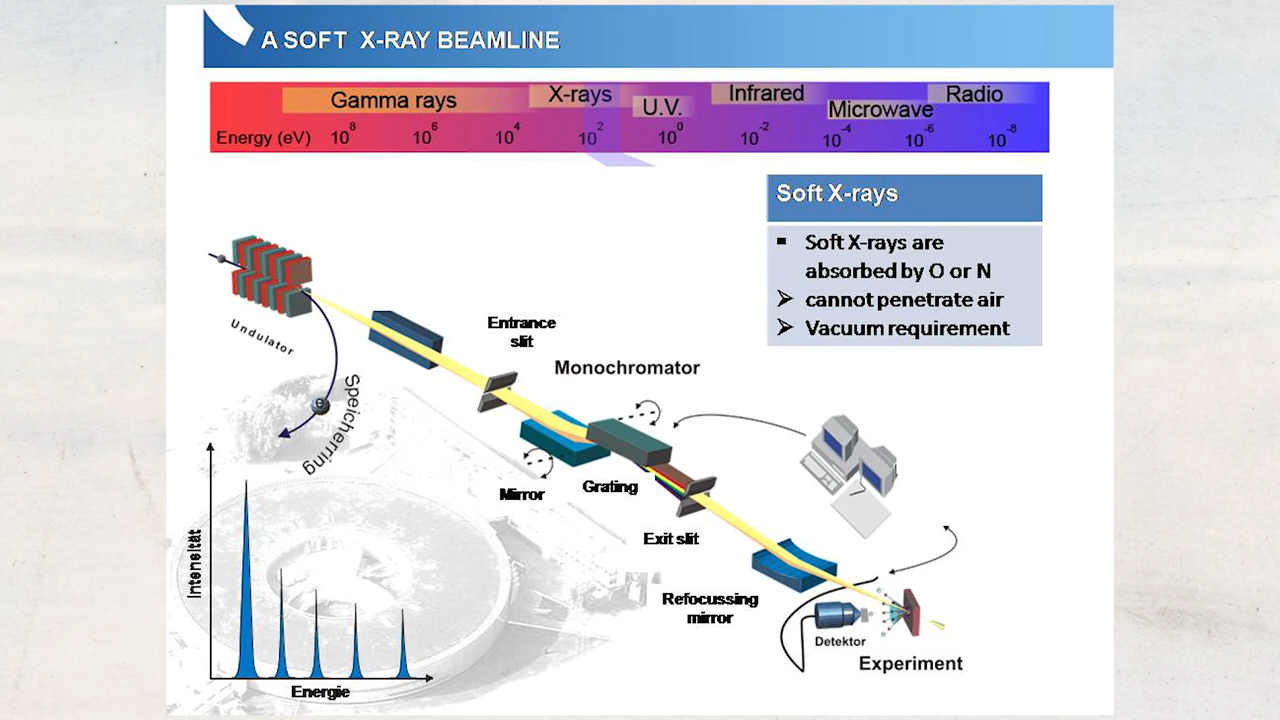 A SOFT X-RAY BEAMLINE
Gamma rays X-rays U.V. Infrared Microwave Radio
Energy (eV) 10^8 10^6 10^4 10^2 10^0 10^-2 10^-4 10^-6 10^-8
Soft X-rays
▪ Soft X-rays are
absorbed by O or N
➢ cannot penetrate air
➢ Vacuum requirement
Undulator
Speicherring
e
Entrance
slit
Monochromator
Mirror
Grating
Exit slit
Refocussing
mirror
Detektor
Experiment
Intensität
Energie